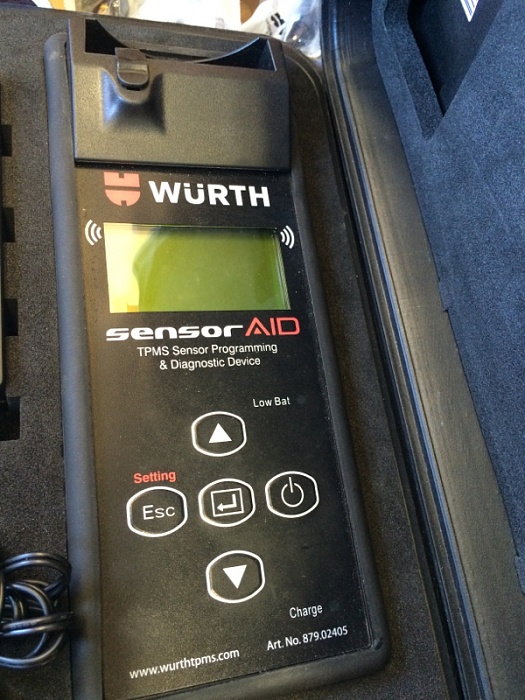 WÜRTH
sensorAID
TPMS Sensor Programming
& Diagnostic Device
Low Bat
Setting
Esc
Charge
www.wurthtpms.com
Art. No. 879.02405